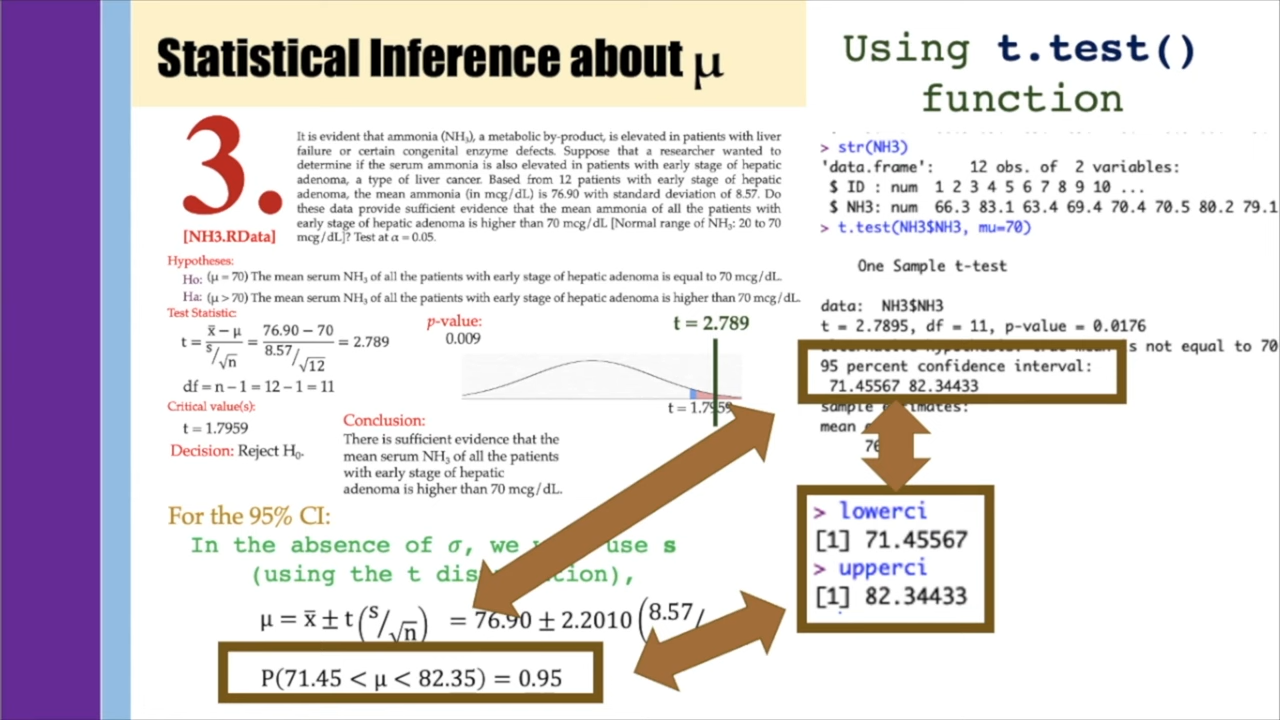 Statistical Inference about μ
Using t.test()
function
3.
[NH3.RData]
It is evident that ammonia (NH₃), a metabolic by-product, is elevated in patients with liver
failure or certain congenital enzyme defects. Suppose that a researcher wanted to
determine if the serum ammonia is also elevated in patients with early stage of hepatic
adenoma, a type of liver cancer. Based from 12 patients with early stage of hepatic
adenoma, the mean ammonia (in mcg/dL) is 76.90 with standard deviation of 8.57. Do
these data provide sufficient evidence that the mean ammonia of all the patients with
early stage of hepatic adenoma is higher than 70 mcg/dL [Normal range of NH₃: 20 to 70
mcg/dL]? Test at α = 0.05.
Hypotheses:
Ho: (μ = 70) The mean serum NH₃ of all the patients with early stage of hepatic adenoma is equal to 70 mcg/dL.
Ha: (μ > 70) The mean serum NH₃ of all the patients with early stage of hepatic adenoma is higher than 70 mcg/dL.
Test Statistic:
t = x̄ − μ / s/√n = 76.90 − 70 / 8.57/√12 = 2.789
df = n − 1 = 12 − 1 = 11
Critical value(s):
t = 1.7959
Decision: Reject H₀.
p-value:
0.009
t = 2.789
t = 1.7959
Conclusion:
There is sufficient evidence that the
mean serum NH₃ of all the patients
with early stage of hepatic
adenoma is higher than 70 mcg/dL.
For the 95% CI:
In the absence of σ, we use s
(using the t
μ = x̄ ± t(s/√n) = 76.90 ± 2.2010 (8.57/
P(71.45 < μ < 82.35) = 0.95
> str(NH3)
'data.frame': 12 obs. of 2 variables:
$ ID : num 1 2 3 4 5 6 7 8 9 10 ...
$ NH3: num 66.3 83.1 63.4 69.4 70.4 70.5 80.2 79.1
> t.test(NH3$NH3, mu=70)
One Sample t-test
data: NH3$NH3
t = 2.7895, df = 11, p-value = 0.0176
not equal to 70
95 percent confidence interval:
71.45567 82.34433
sample
mean
> lowerci
[1] 71.45567
> upperci
[1] 82.34433